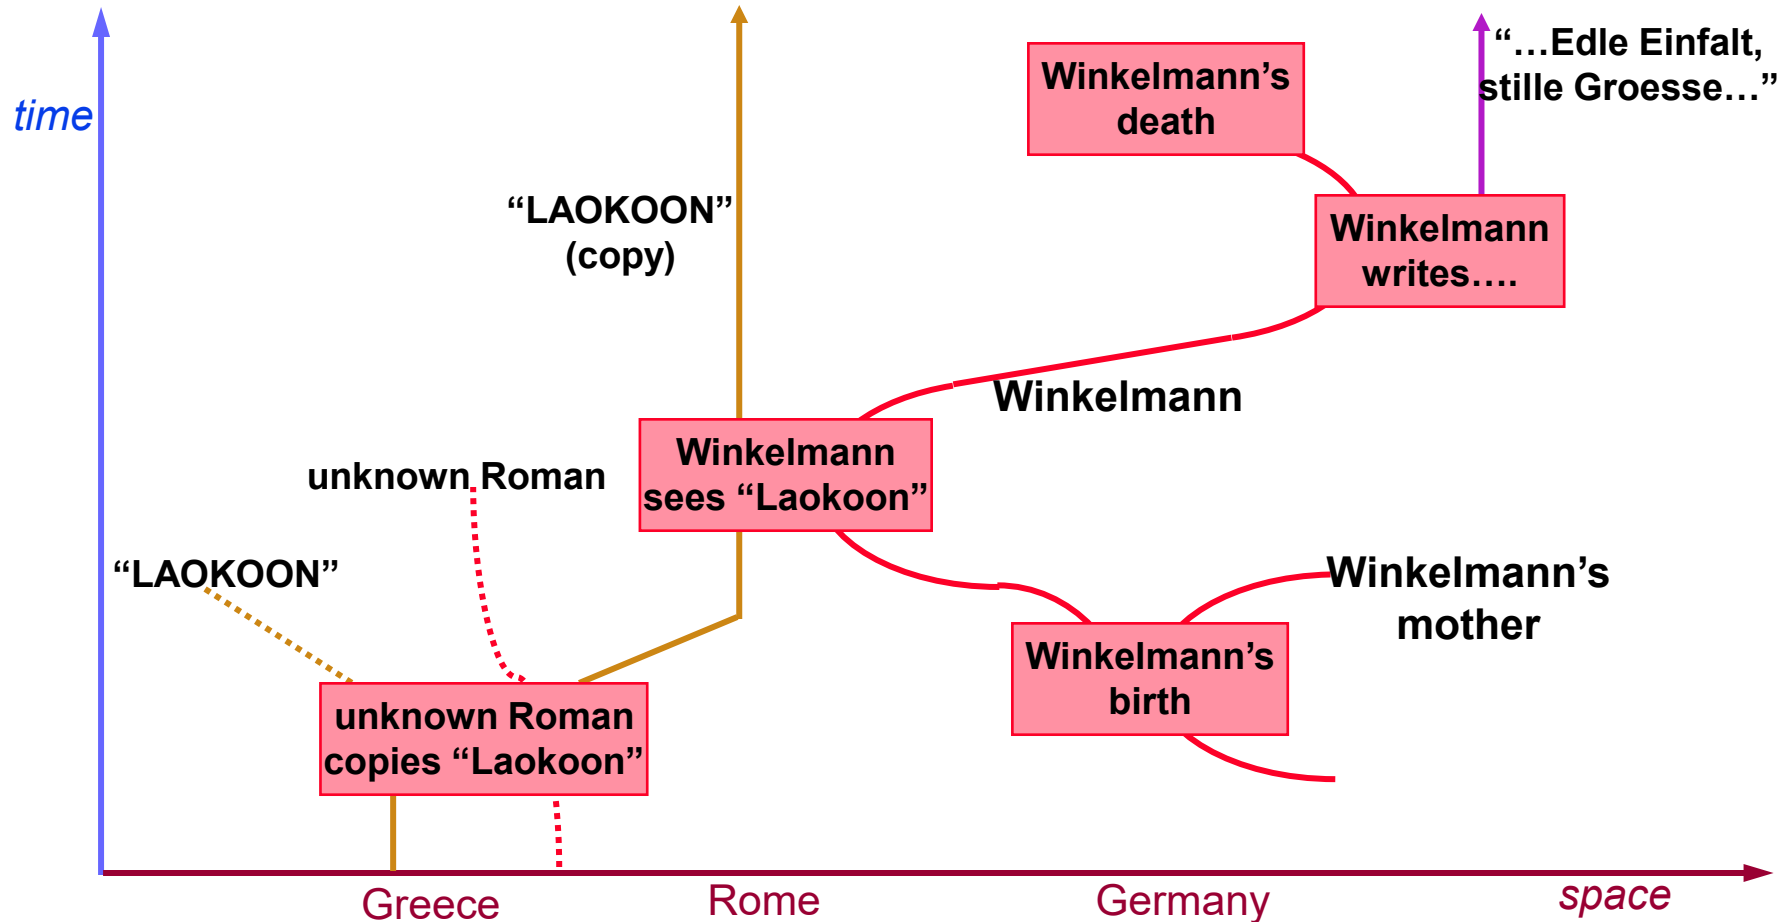 time
“…Edle Einfalt,
stille Groesse…”
Winkelmann’s
death
“LAOKOON”
(copy)
Winkelmann
writes….
Winkelmann
unknown Roman
Winkelmann
sees “Laokoon”
“LAOKOON”
Winkelmann’s
mother
Winkelmann’s
birth
unknown Roman
copies “Laokoon”
Greece
Rome
Germany
space